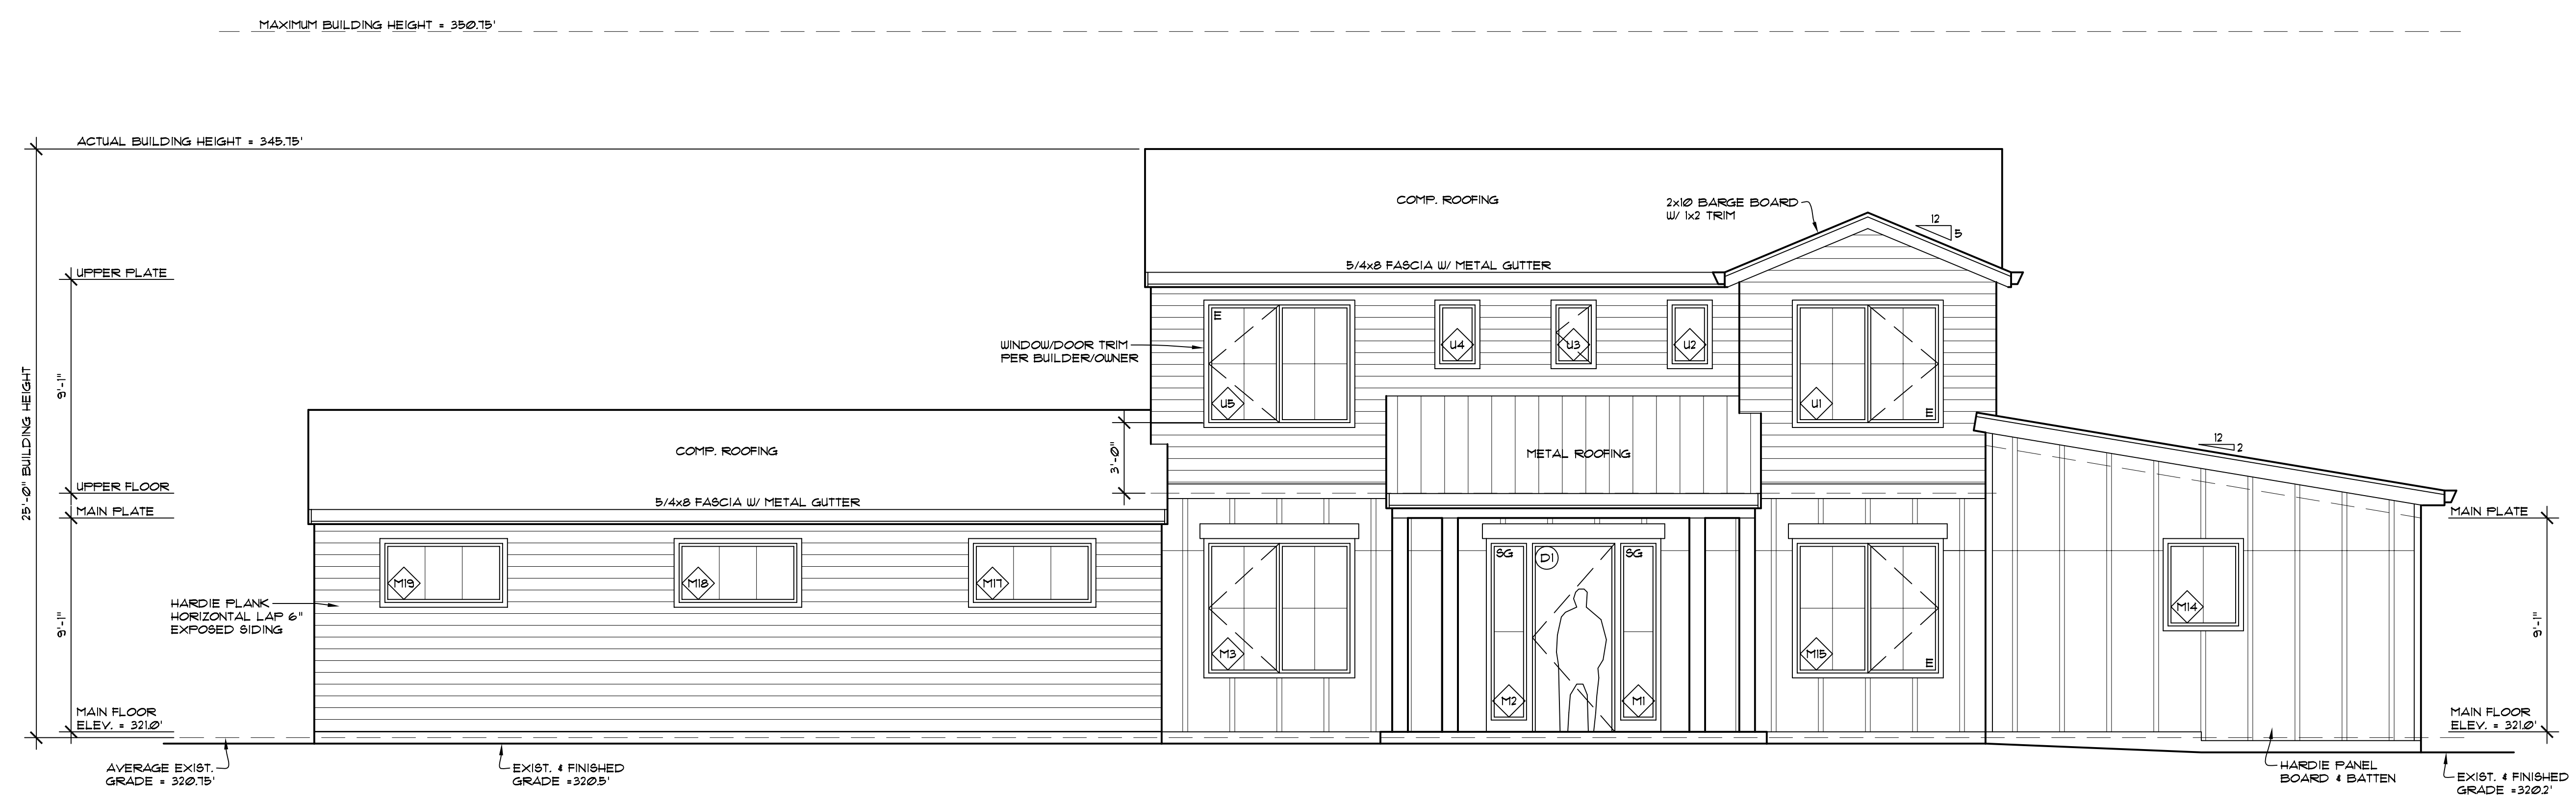 MAXIMUM BUILDING HEIGHT = 350.75'
ACTUAL BUILDING HEIGHT = 345.75'
COMP. ROOFING
2x10 BARGE BOARD
W/ 1x2 TRIM
12
5
5/4x8 FASCIA W/ METAL GUTTER
UPPER PLATE
E
U5
U4
U3
U2
U1
E
WINDOW/DOOR TRIM
PER BUILDER/OWNER
25'-0" BUILDING HEIGHT
9'-1"
COMP. ROOFING
3'-0"
METAL ROOFING
12
2
UPPER FLOOR
5/4x8 FASCIA W/ METAL GUTTER
MAIN PLATE
MAIN PLATE
SG
D1
SG
M19
M18
M17
M14
HARDIE PLANK
HORIZONTAL LAP 6"
EXPOSED SIDING
9'-1"
9'-1"
M3
M15
E
M2
M1
MAIN FLOOR
ELEV. = 321.0'
MAIN FLOOR
ELEV. = 321.0'
AVERAGE EXIST.
GRADE = 320.75'
EXIST. & FINISHED
GRADE =320.5'
HARDIE PANEL
BOARD & BATTEN
EXIST. & FINISHED
GRADE =320.2'